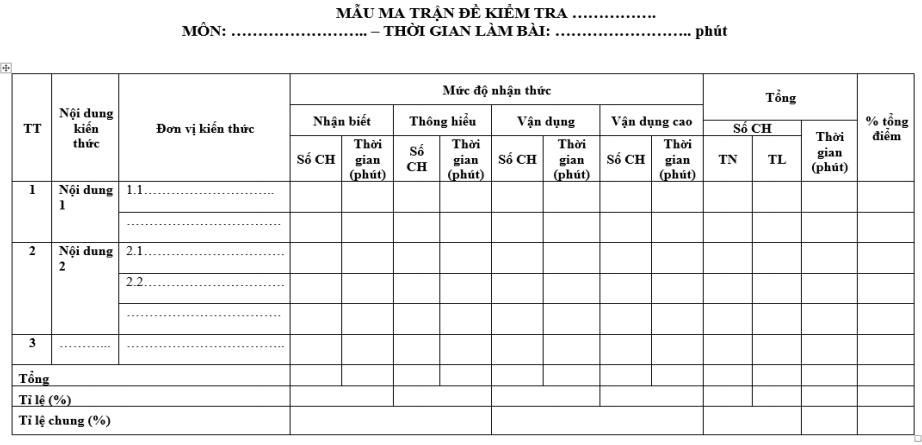 MẪU MA TRẬN ĐỀ KIỂM TRA …………….
MÔN: …………………….. – THỜI GIAN LÀM BÀI: …………………….. phút
TT
Nội dung
kiến
thức
Đơn vị kiến thức
Mức độ nhận thức
Tổng
% tổng
điểm
Nhận biết
Thông hiểu
Vận dụng
Vận dụng cao
Số CH
Thời
gian
(phút)
Số CH
Thời
gian
(phút)
Số
CH
Thời
gian
(phút)
Số CH
Thời
gian
(phút)
Số CH
Thời
gian
(phút)
TN
TL
1
Nội dung
1
1.1………………………..
…………………………….
2
Nội dung
2
2.1………………………….
2.2………………………….
…………………………….
3
………..
…………………………….
Tổng
Tỉ lệ (%)
Tỉ lệ chung (%)